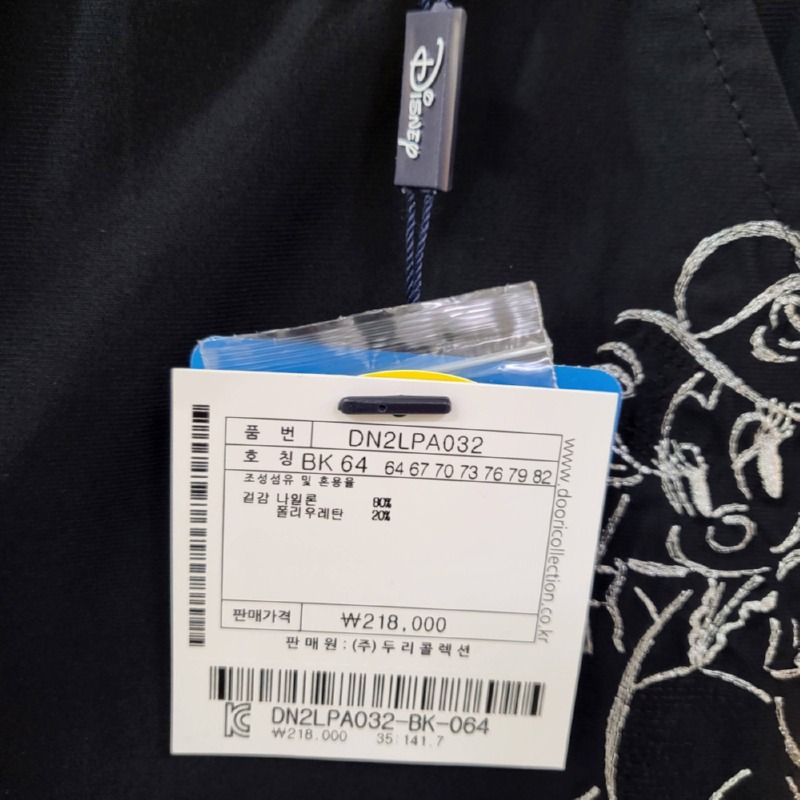 Disney
품 번 DN2LPA032
호 칭 BK 64 64 67 70 73 76 79 82
조성섬유 및 혼용율
겉감 나일론 80%
폴리우레탄 20%
판매가격 ₩218,000
판 매 원 : (주) 두 리 콜 렉 션
www.dooricollection.co.kr
DN2LPA032-BK-064
₩218.000 35:141.7